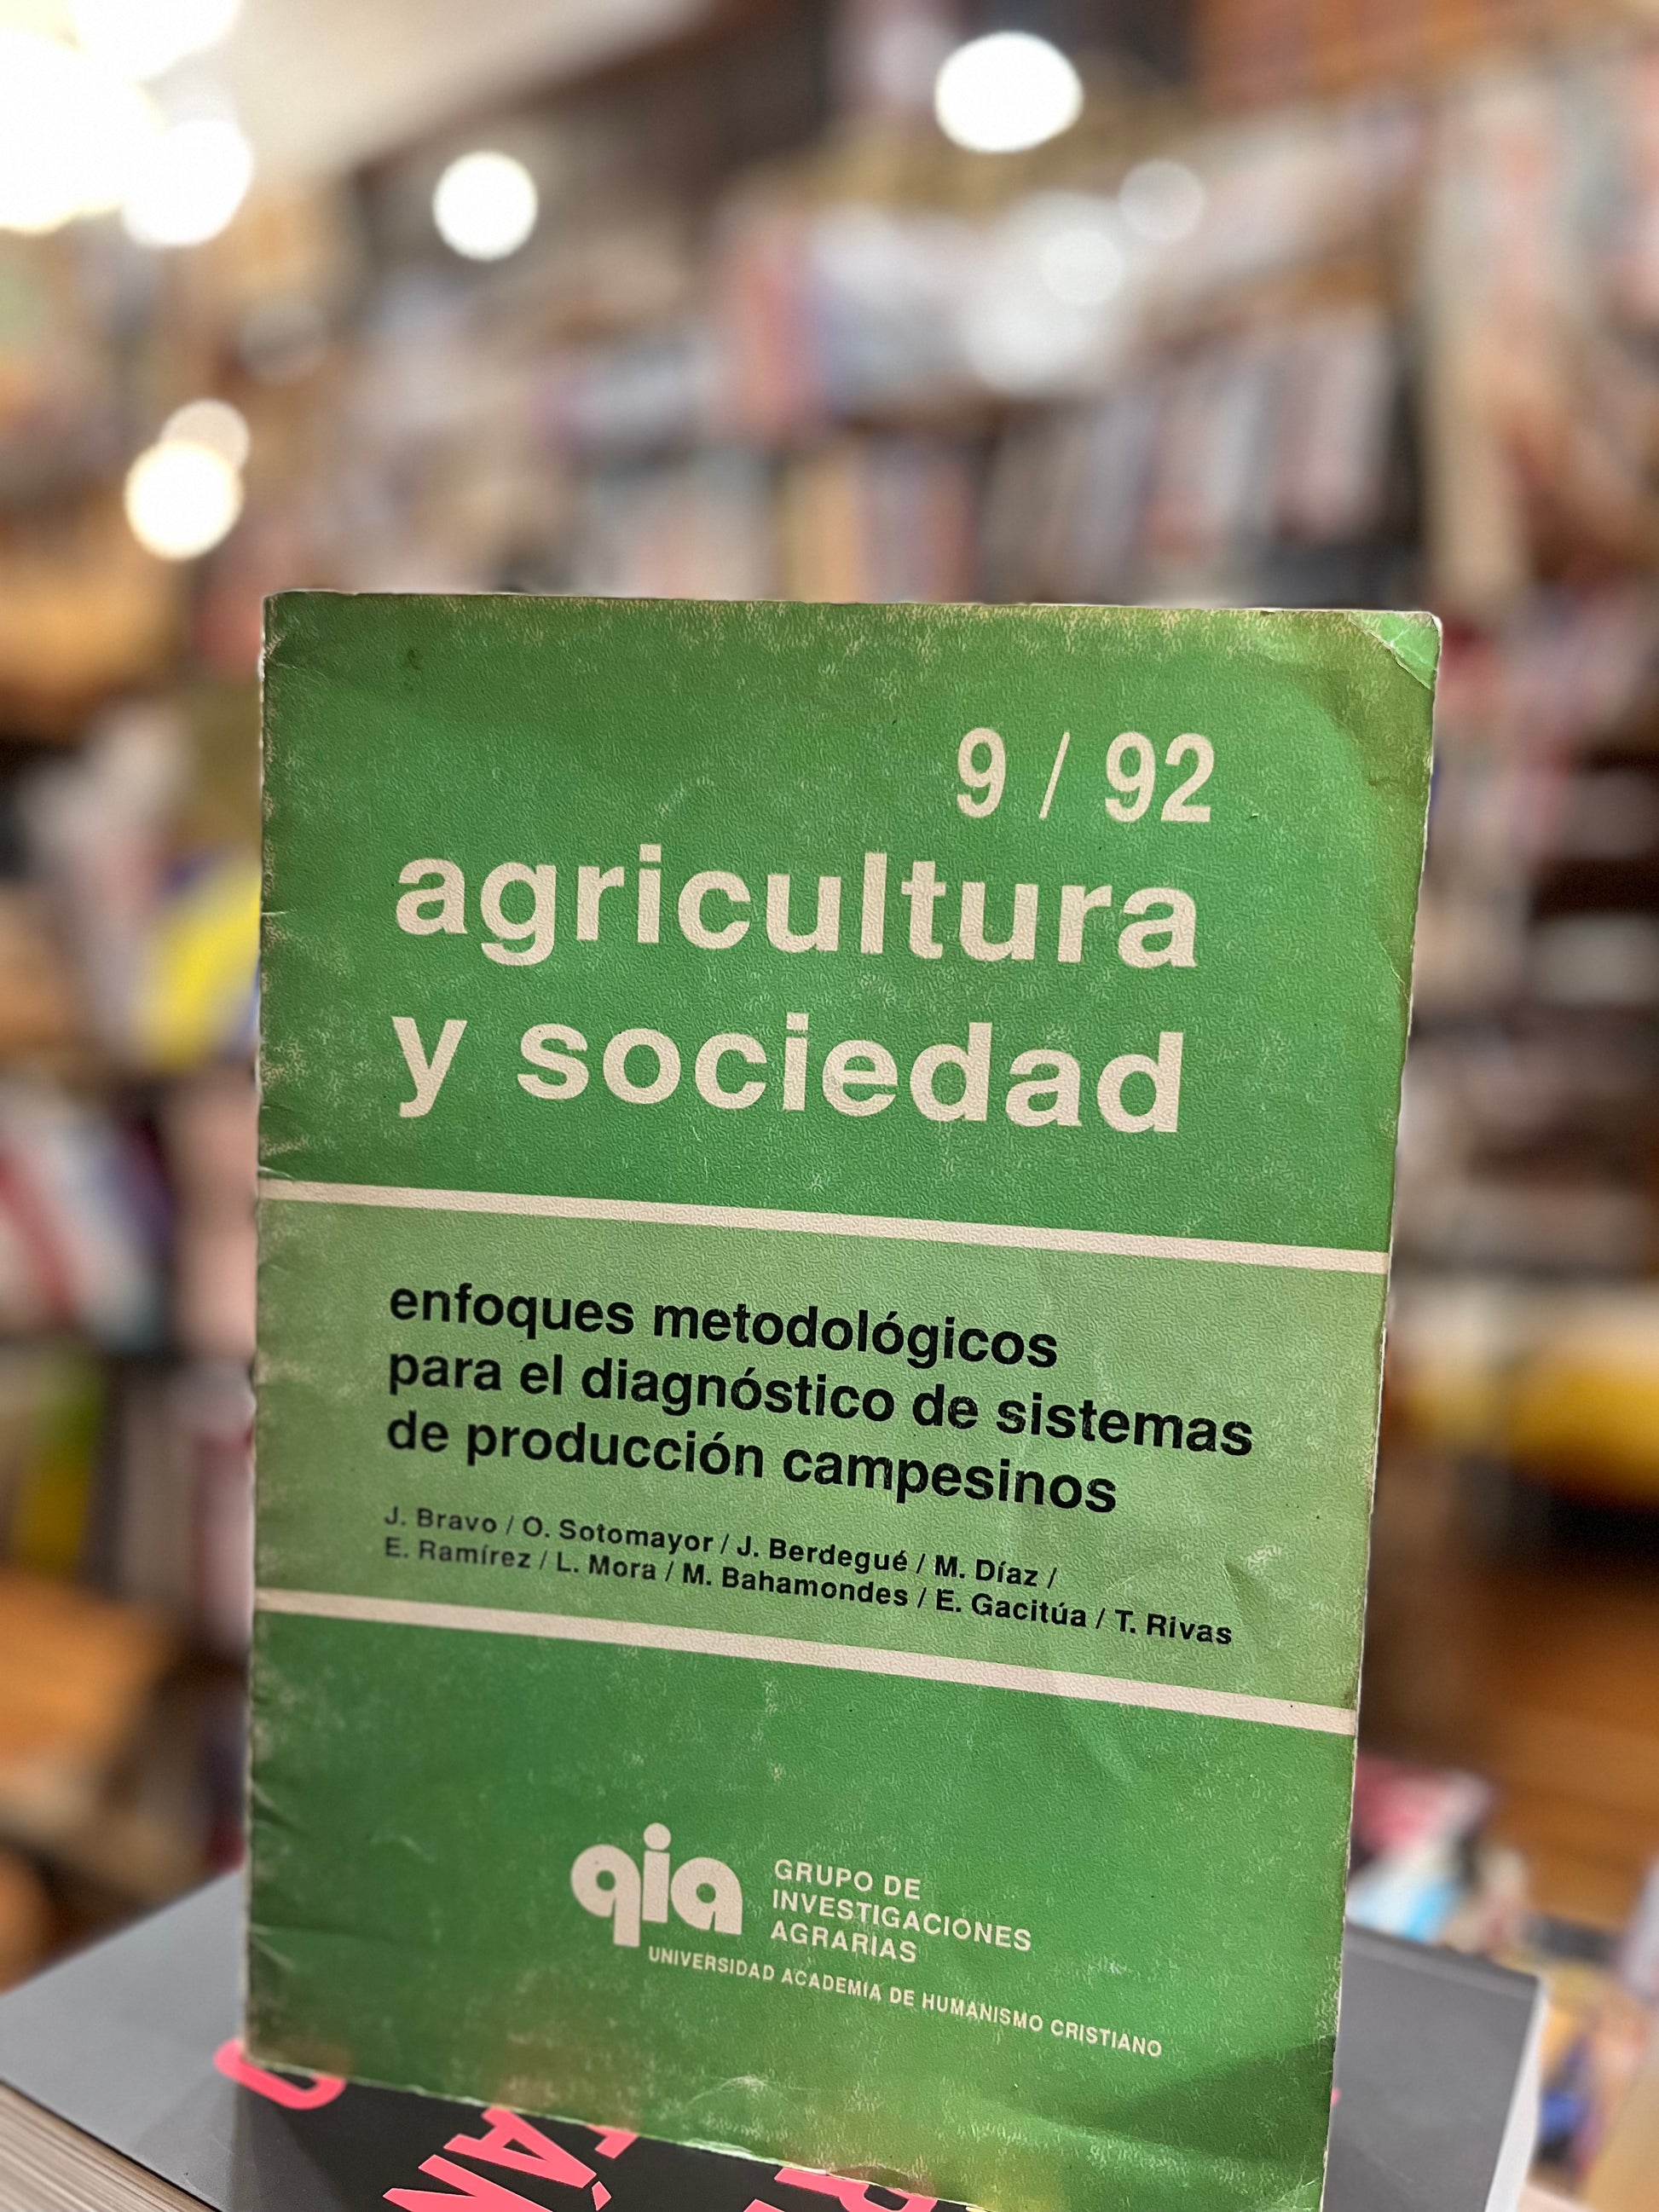 9 / 92
agricultura
y sociedad
enfoques metodológicos
para el diagnóstico de sistemas
de producción campesinos
J. Bravo / O. Sotomayor / J. Berdegué / M. Díaz /
E. Ramírez / L. Mora / M. Bahamondes / E. Gacitúa / T. Rivas
gia
GRUPO DE
INVESTIGACIONES
AGRARIAS
UNIVERSIDAD ACADEMIA DE HUMANISMO CRISTIANO